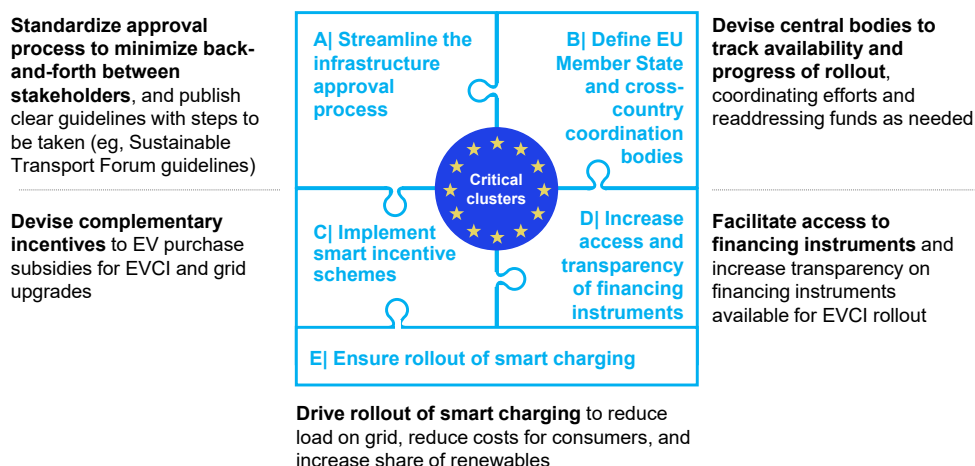 Standardize approval
process to minimize back-
and-forth between
stakeholders, and publish
clear guidelines with steps to
be taken (eg, Sustainable
Transport Forum guidelines)
Devise complementary
incentives to EV purchase
subsidies for EVCI and grid
upgrades
A| Streamline the
infrastructure
approval
process
B| Define EU
Member State
and cross-
country
coordination
bodies
Critical
clusters
C| Implement
smart incentive
schemes
D| Increase
access and
transparency
of financing
instruments
E| Ensure rollout of smart charging
Devise central bodies to
track availability and
progress of rollout,
coordinating efforts and
readdressing funds as needed
Facilitate access to
financing instruments and
increase transparency on
financing instruments
available for EVCI rollout
Drive rollout of smart charging to reduce
load on grid, reduce costs for consumers, and
increase share of renewables